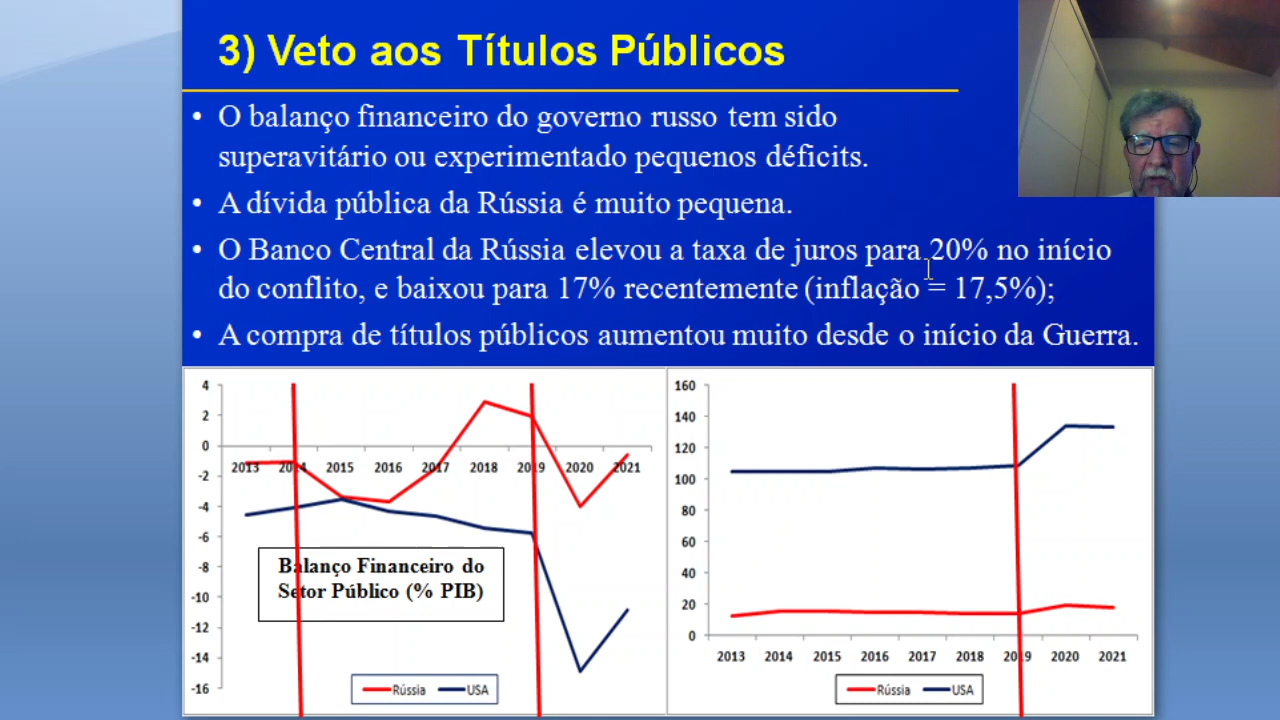 3) Veto aos Títulos Públicos
• O balanço financeiro do governo russo tem sido
superavitário ou experimentado pequenos déficits.
• A dívida pública da Rússia é muito pequena.
• O Banco Central da Rússia elevou a taxa de juros para 20% no início
do conflito, e baixou para 17% recentemente (inflação = 17,5%);
• A compra de títulos públicos aumentou muito desde o início da Guerra.
4
2
0
-2
-4
-6
-8
-10
-12
-14
-16
2013 2014 2015 2016 2017 2018 2019 2020 2021
Balanço Financeiro do
Setor Público (% PIB)
Rússia USA
160
140
120
100
80
60
40
20
0
2013 2014 2015 2016 2017 2018 2019 2020 2021
Rússia USA